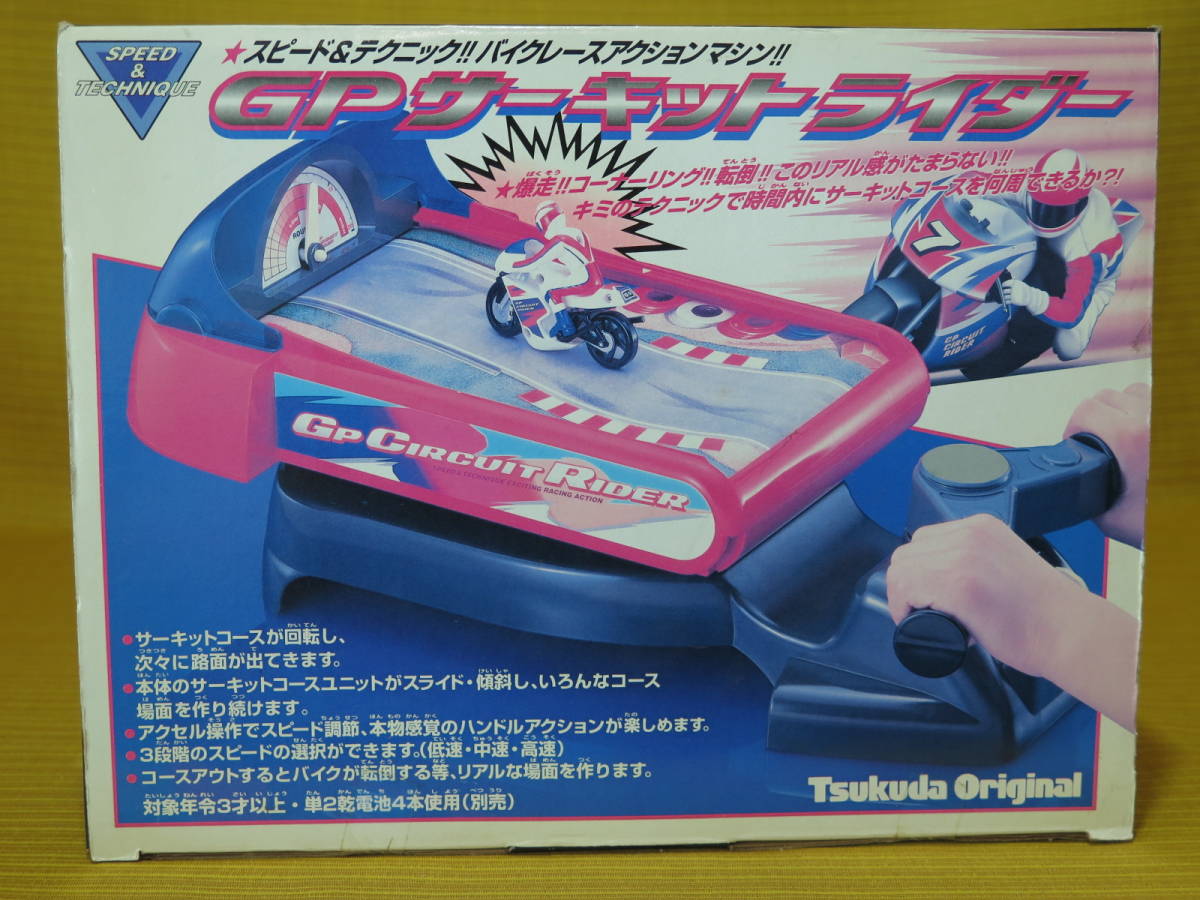 SPEED
&
TECHNIQUE
★スピード&テクニック!!バイクレースアクションマシン!!
GPサーキットライダー
★爆走!!コーナーリング!!転倒!!このリアル感がたまらない!!
キミのテクニックで時間内にサーキットコースを何周できるか?!
7
GP
CIRCUIT
RIDER
GP CIRCUIT RIDER
SPEED & TECHNIQUE EXCITING RACING ACTION
●サーキットコースが回転し、
次々に路面が出てきます。
●本体のサーキットコースユニットがスライド・傾斜し、いろんなコース
場面を作り続けます。
●アクセル操作でスピード調節、本物感覚のハンドルアクションが楽しめます。
●3段階のスピードの選択ができます。(低速・中速・高速)
●コースアウトするとバイクが転倒する等、リアルな場面を作ります。
対象年令3才以上・単2乾電池4本使用(別売)
Tsukuda Original